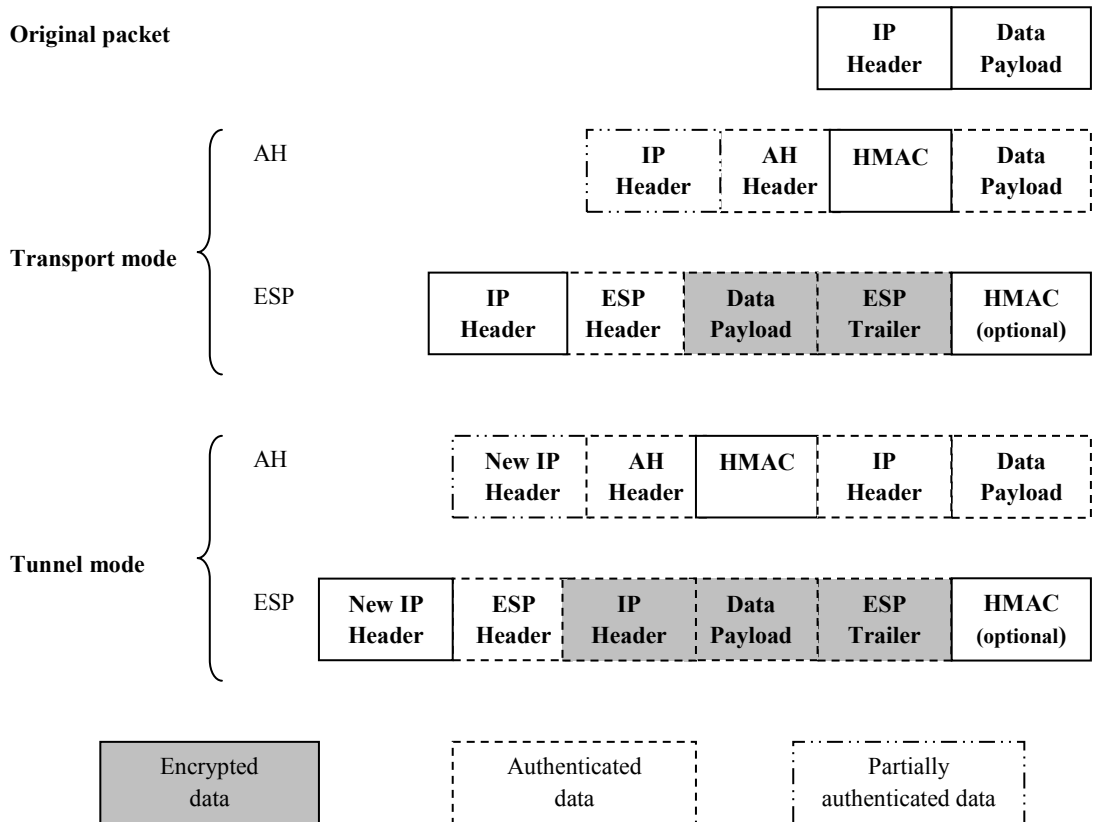 Original packet
IP Data
Header Payload
AH
IP AH HMAC Data
Header Header Payload
Transport mode
ESP
IP ESP Data ESP HMAC
Header Header Payload Trailer (optional)
AH
New IP AH HMAC IP Data
Header Header Header Payload
Tunnel mode
ESP
New IP ESP IP Data ESP HMAC
Header Header Header Payload Trailer (optional)
Encrypted Authenticated Partially
data data authenticated data